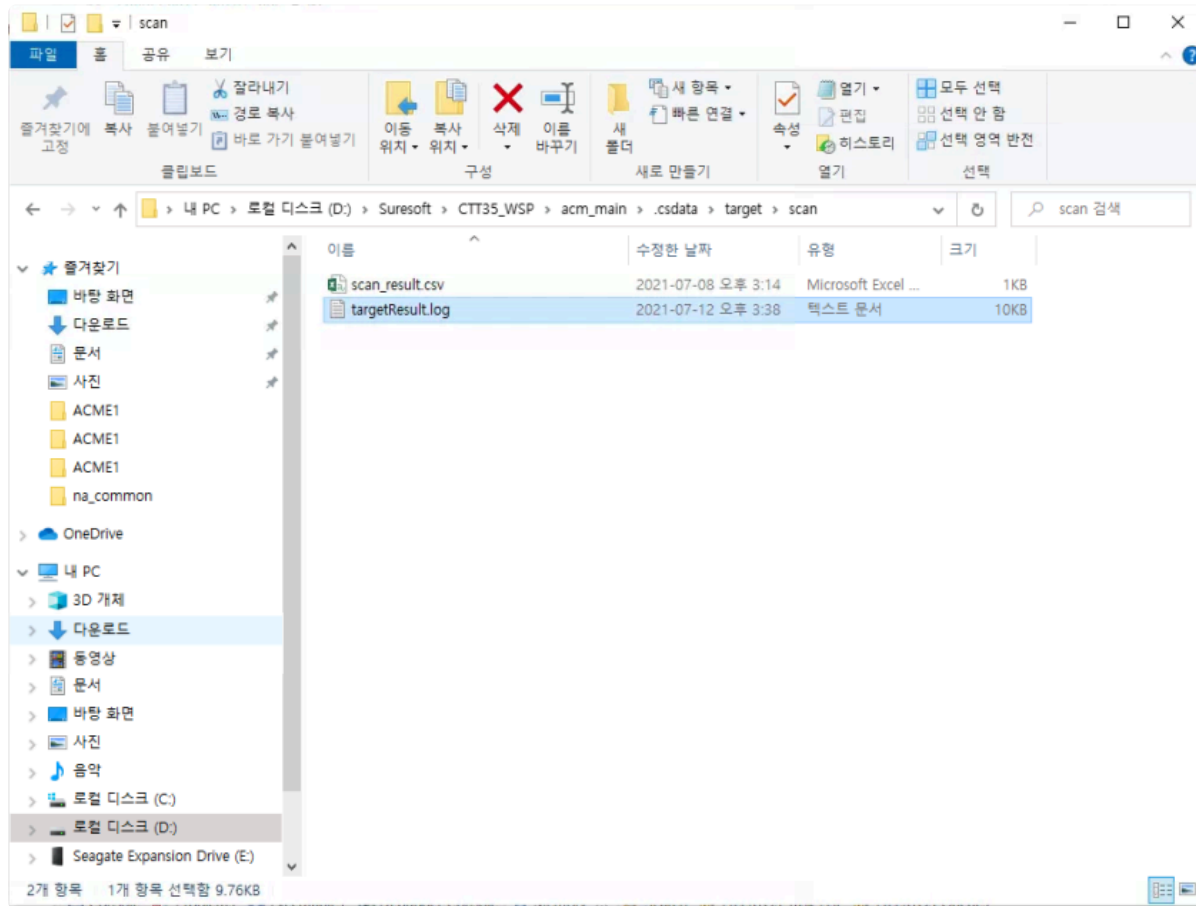 scan
파일 홈 공유 보기
즐겨찾기에 고정
복사
붙여넣기
잘라내기
경로 복사
바로 가기 붙여넣기
클립보드
이동 위치
복사 위치
삭제
이름 바꾸기
구성
새 폴더
새 항목
빠른 연결
새로 만들기
속성
열기
편집
히스토리
열기
모두 선택
선택 안 함
선택 영역 반전
선택
내 PC > 로컬 디스크 (D:) > Suresoft > CTT35_WSP > acm_main > .csdata > target > scan
scan 검색
이름 수정한 날짜 유형 크기
scan_result.csv 2021-07-08 오후 3:14 Microsoft Excel ... 1KB
targetResult.log 2021-07-12 오후 3:38 텍스트 문서 10KB
즐겨찾기
바탕 화면
다운로드
문서
사진
ACME1
ACME1
ACME1
na_common
OneDrive
내 PC
3D 개체
다운로드
동영상
문서
바탕 화면
사진
음악
로컬 디스크 (C:)
로컬 디스크 (D:)
Seagate Expansion Drive (E:)
2개 항목 1개 항목 선택함 9.76KB